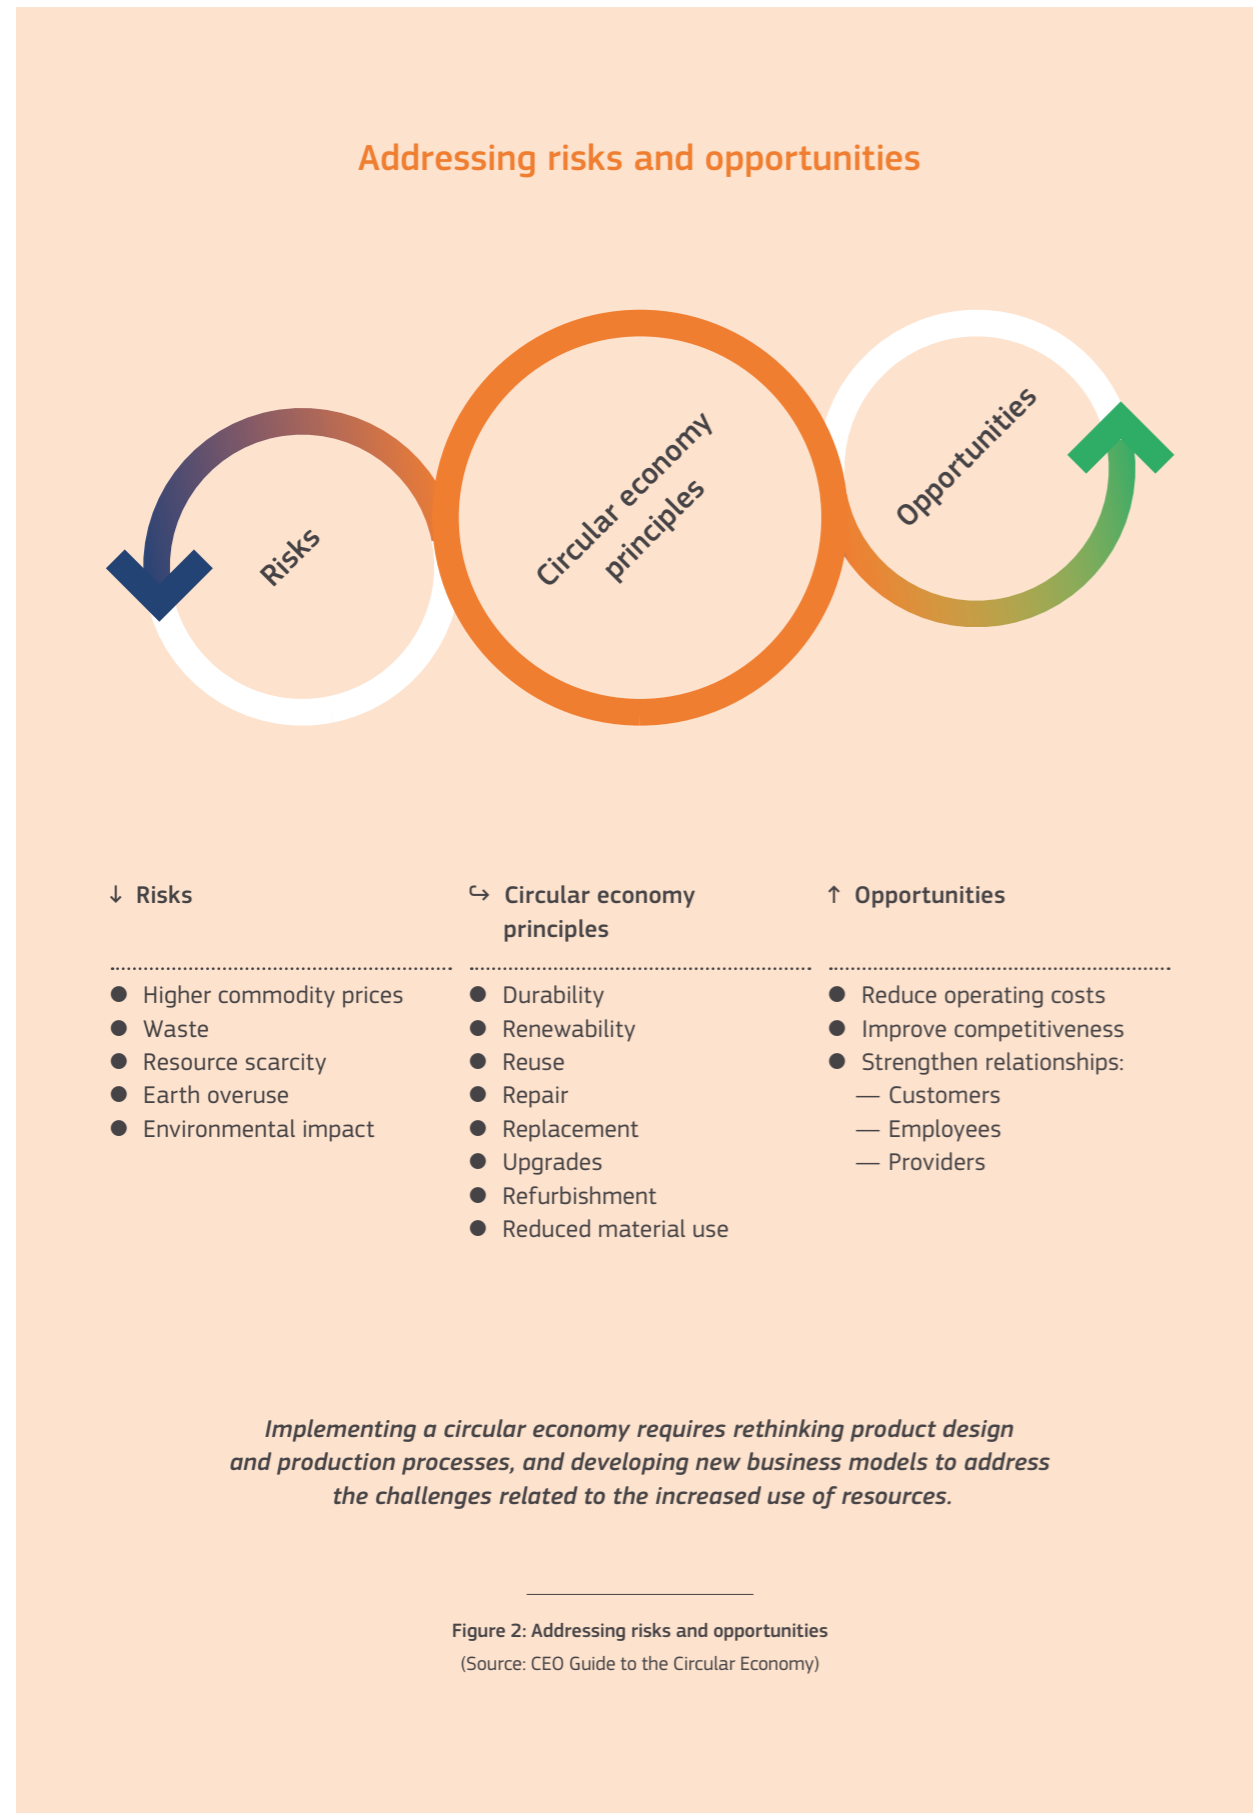 Addressing risks and opportunities
Risks
Circular economy
principles
Opportunities
↓ Risks
● Higher commodity prices
● Waste
● Resource scarcity
● Earth overuse
● Environmental impact
↪ Circular economy
principles
● Durability
● Renewability
● Reuse
● Repair
● Replacement
● Upgrades
● Refurbishment
● Reduced material use
↑ Opportunities
● Reduce operating costs
● Improve competitiveness
● Strengthen relationships:
— Customers
— Employees
— Providers
Implementing a circular economy requires rethinking product design
and production processes, and developing new business models to address
the challenges related to the increased use of resources.
Figure 2: Addressing risks and opportunities
(Source: CEO Guide to the Circular Economy)